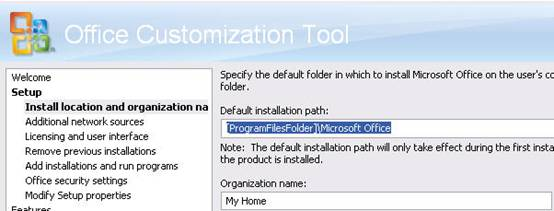 Office Customization Tool
Welcome
Setup
Install location and organization na
Additional network sources
Licensing and user interface
Remove previous installations
Add installations and run programs
Office security settings
Modify Setup properties
Features
Specify the default folder in which to install Microsoft Office on the user's co
folder.
Default installation path:
[ProgramFilesFolder]\Microsoft Office
Note: The default installation path will only take effect during the first insta
the product is installed.
Organization name:
My Home